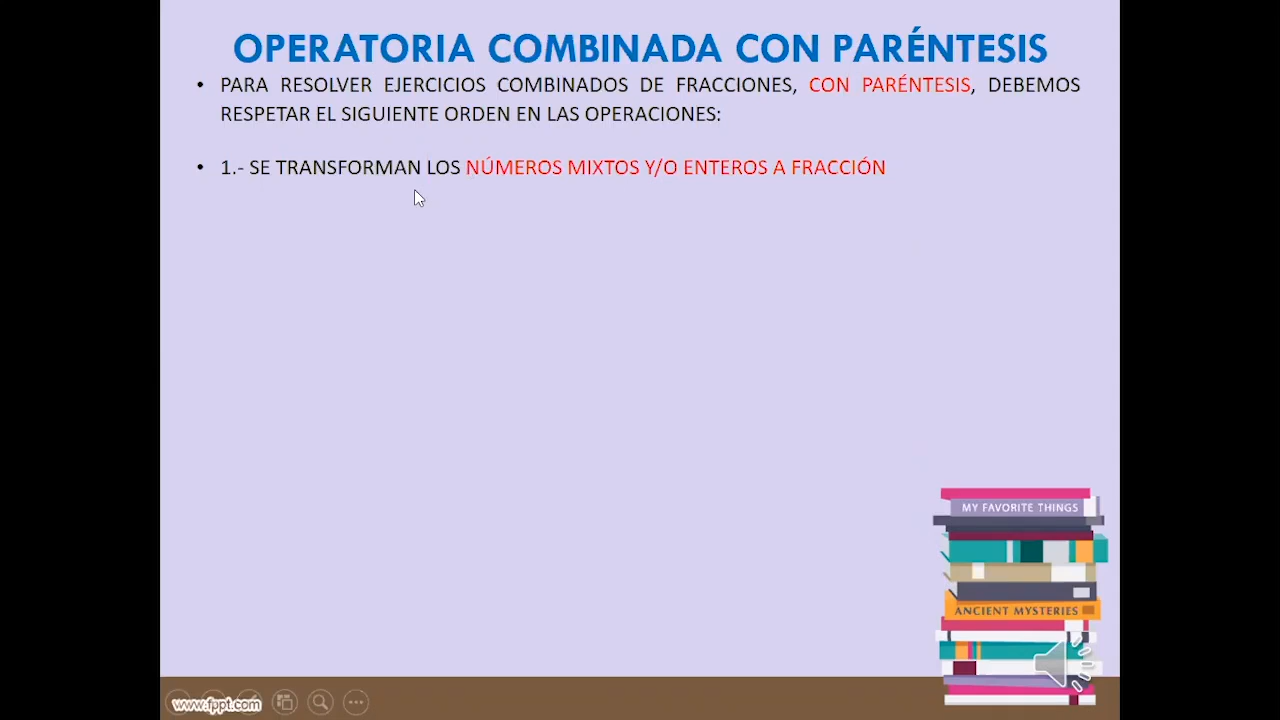 OPERATORIA COMBINADA CON PARÉNTESIS
• PARA RESOLVER EJERCICIOS COMBINADOS DE FRACCIONES, CON PARÉNTESIS, DEBEMOS
RESPETAR EL SIGUIENTE ORDEN EN LAS OPERACIONES:
• 1.- SE TRANSFORMAN LOS NÚMEROS MIXTOS Y/O ENTEROS A FRACCIÓN
MY FAVORITE THINGS
ANCIENT MYSTERIES
www.fppt.com